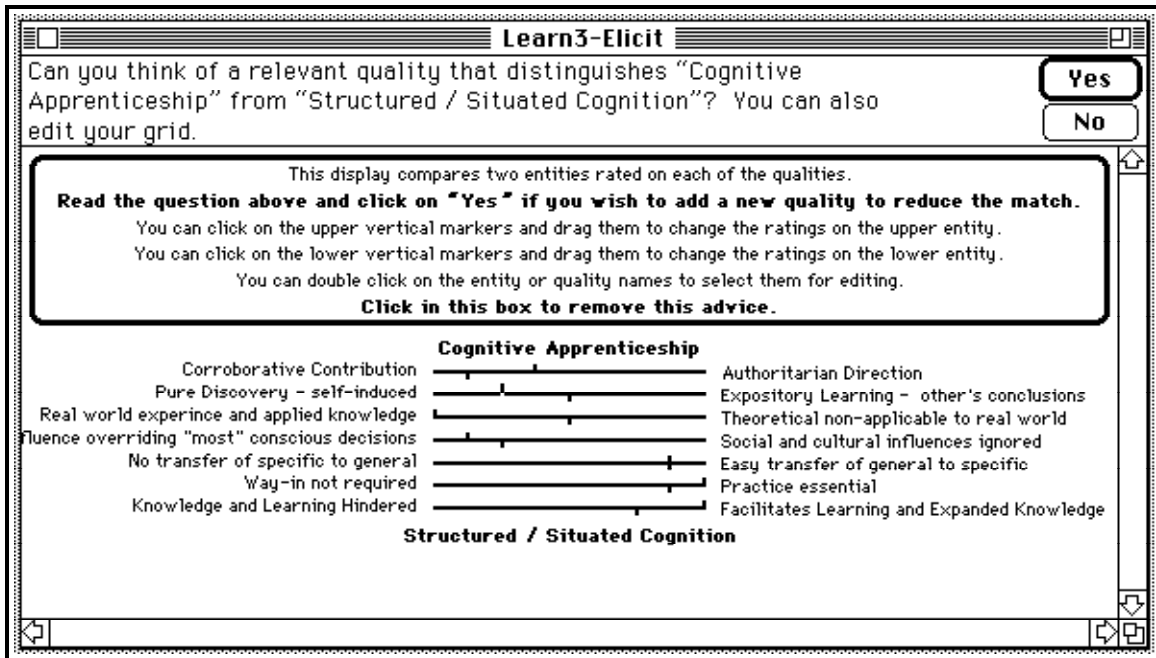 Learn3-Elicit
Can you think of a relevant quality that distinguishes “Cognitive
Apprenticeship” from “Structured / Situated Cognition”? You can also
edit your grid.
Yes
No
This display compares two entities rated on each of the qualities.
Read the question above and click on “Yes” if you wish to add a new quality to reduce the match.
You can click on the upper vertical markers and drag them to change the ratings on the upper entity.
You can click on the lower vertical markers and drag them to change the ratings on the lower entity.
You can double click on the entity or quality names to select them for editing.
Click in this box to remove this advice.
Cognitive Apprenticeship
Corroborative Contribution Authoritarian Direction
Pure Discovery - self-induced Expository Learning - other's conclusions
Real world experince and applied knowledge Theoretical non-applicable to real world
fluence overriding "most" conscious decisions Social and cultural influences ignored
No transfer of specific to general Easy transfer of general to specific
Way-in not required Practice essential
Knowledge and Learning Hindered Facilitates Learning and Expanded Knowledge
Structured / Situated Cognition